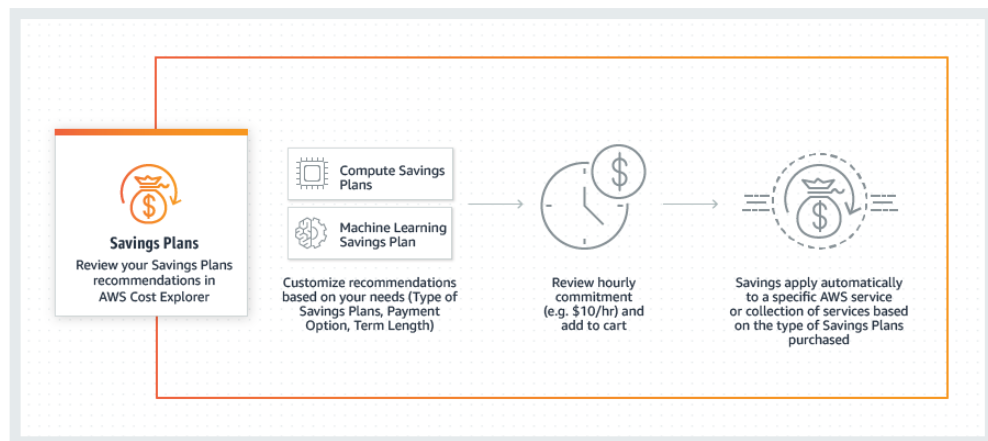 Savings Plans
Review your Savings Plans
recommendations in
AWS Cost Explorer
Compute Savings
Plans
Machine Learning
Savings Plan
Customize recommendations
based on your needs (Type of
Savings Plans, Payment
Option, Term Length)
$
Review hourly
commitment
(e.g. $10/hr) and
add to cart
$
Savings apply automatically
to a specific AWS service
or collection of services based
on the type of Savings Plans
purchased